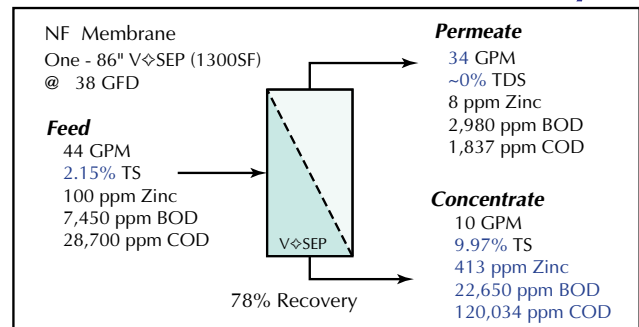 NF Membrane
One - 86" V✧SEP (1300SF)
@ 38 GFD
Feed
44 GPM
2.15% TS
100 ppm Zinc
7,450 ppm BOD
28,700 ppm COD
V✧SEP
78% Recovery
Permeate
34 GPM
~0% TDS
8 ppm Zinc
2,980 ppm BOD
1,837 ppm COD
Concentrate
10 GPM
9.97% TS
413 ppm Zinc
22,650 ppm BOD
120,034 ppm COD